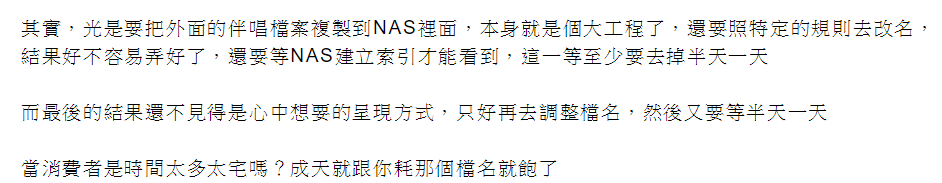 其實，光是要把外面的伴唱檔案複製到NAS裡面，本身就是個大工程了，還要照特定的規則去改名，
結果好不容易弄好了，還要等NAS建立索引才能看到，這一等至少要去掉半天一天
而最後的結果還不見得是心中想要的呈現方式，只好再去調整檔名，然後又要等半天一天
當消費者是時間太多太宅嗎？成天就跟你耗那個檔名就飽了